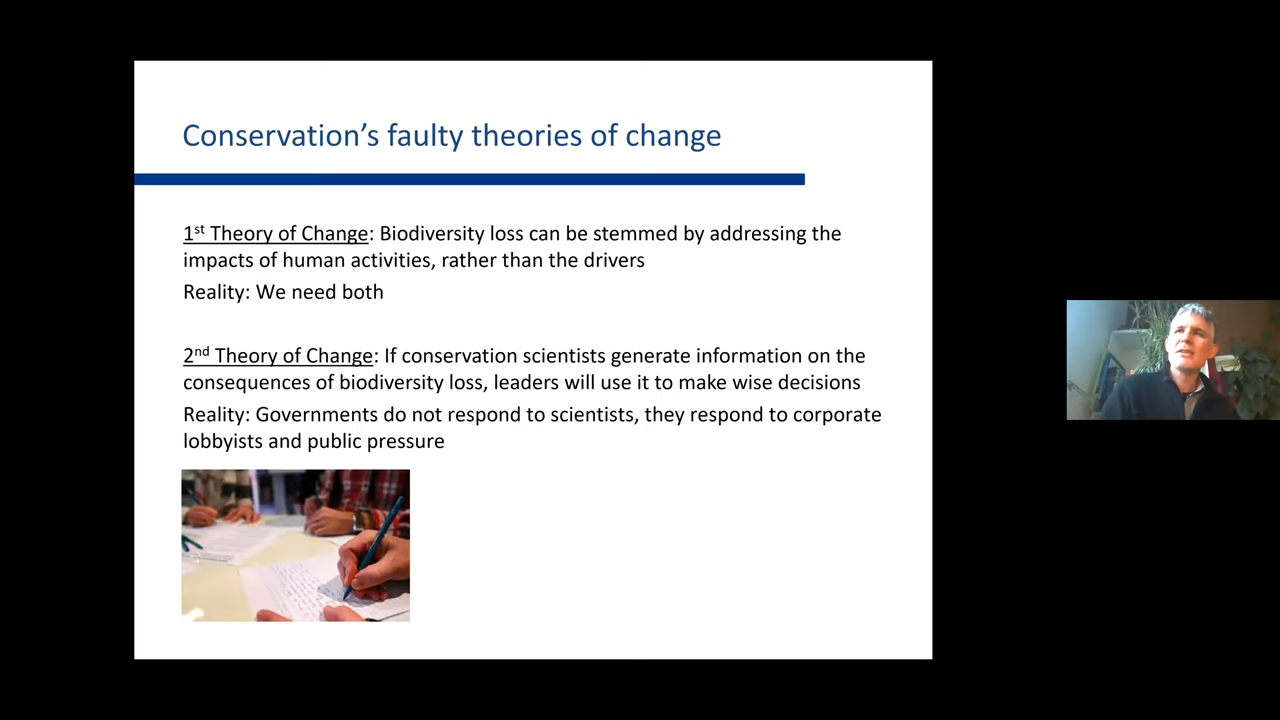 Conservation’s faulty theories of change
1st Theory of Change: Biodiversity loss can be stemmed by addressing the
impacts of human activities, rather than the drivers
Reality: We need both
2nd Theory of Change: If conservation scientists generate information on the
consequences of biodiversity loss, leaders will use it to make wise decisions
Reality: Governments do not respond to scientists, they respond to corporate
lobbyists and public pressure